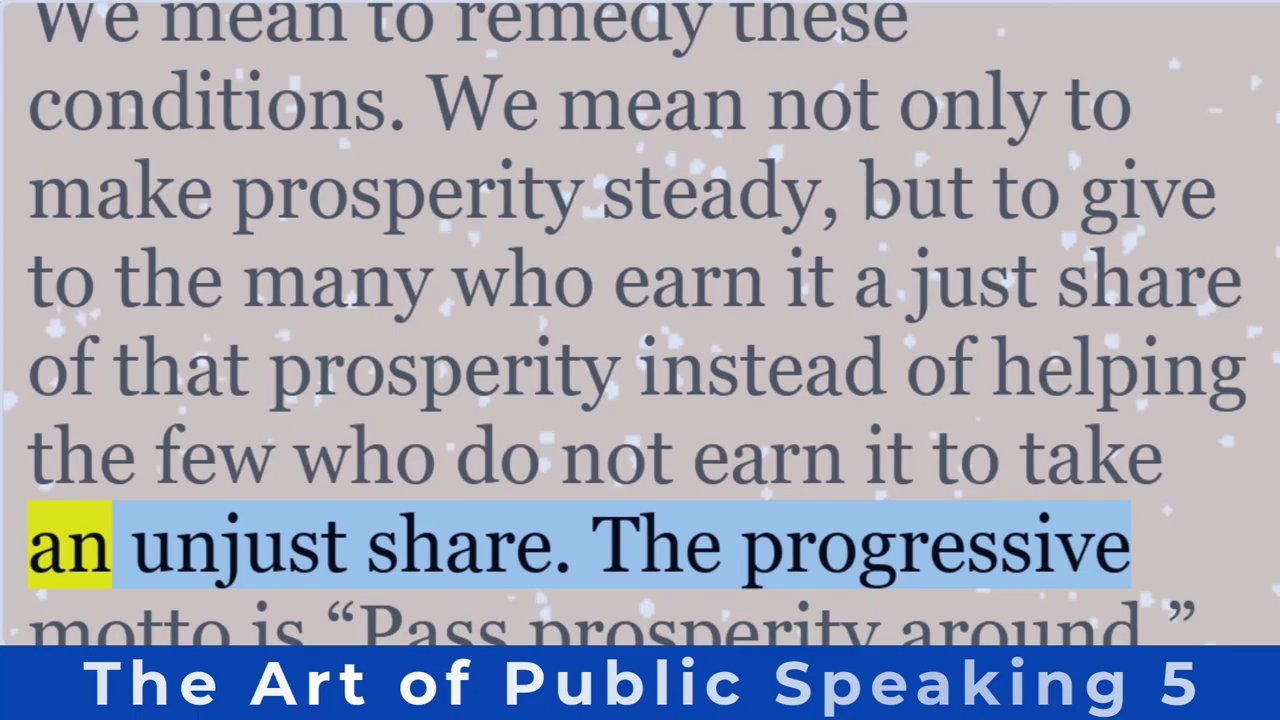 We mean to remedy these
conditions. We mean not only to
make prosperity steady, but to give
to the many who earn it a just share
of that prosperity instead of helping
the few who do not earn it to take
an unjust share. The progressive
motto is “Pass prosperity around.”
The Art of Public Speaking 5